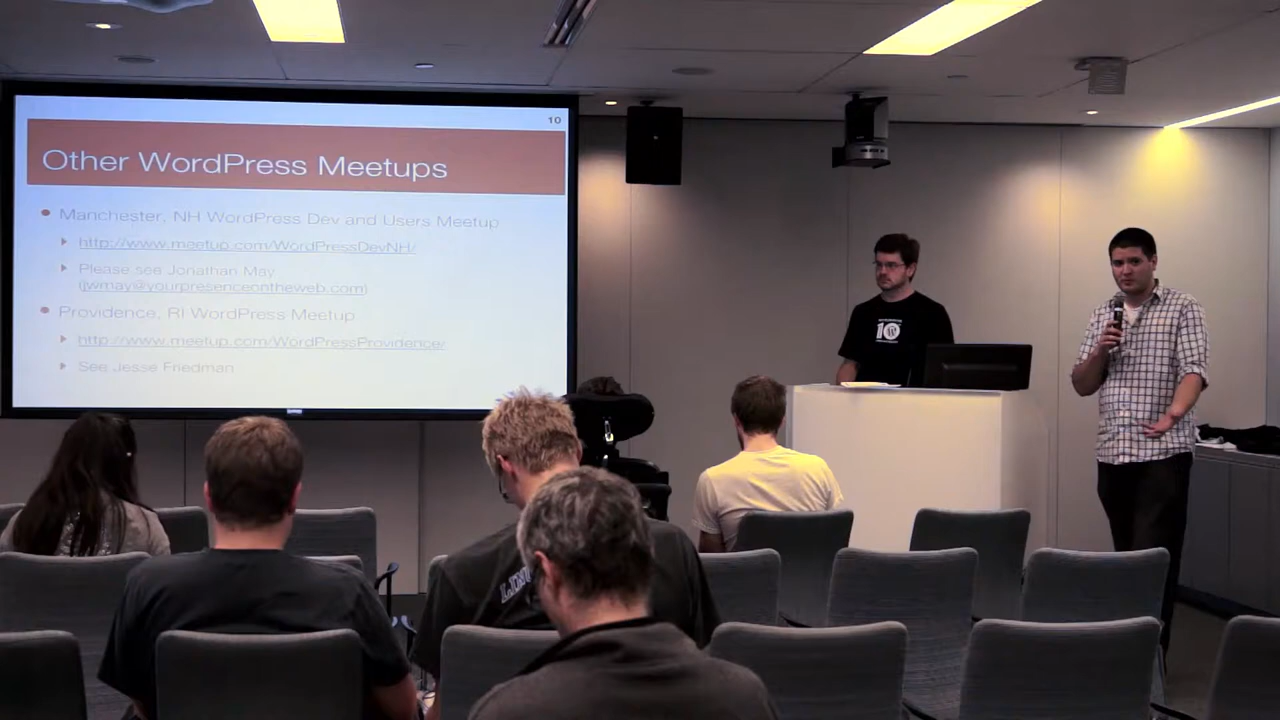 10
Other WordPress Meetups
Manchester, NH WordPress Dev and Users Meetup
http://www.meetup.com/WordPressDevNH/
Please see Jonathan May
(jwmay@yourpresenceontheweb.com)
Providence, RI WordPress Meetup
http://www.meetup.com/WordPressProvidence/
See Jesse Friedman
10